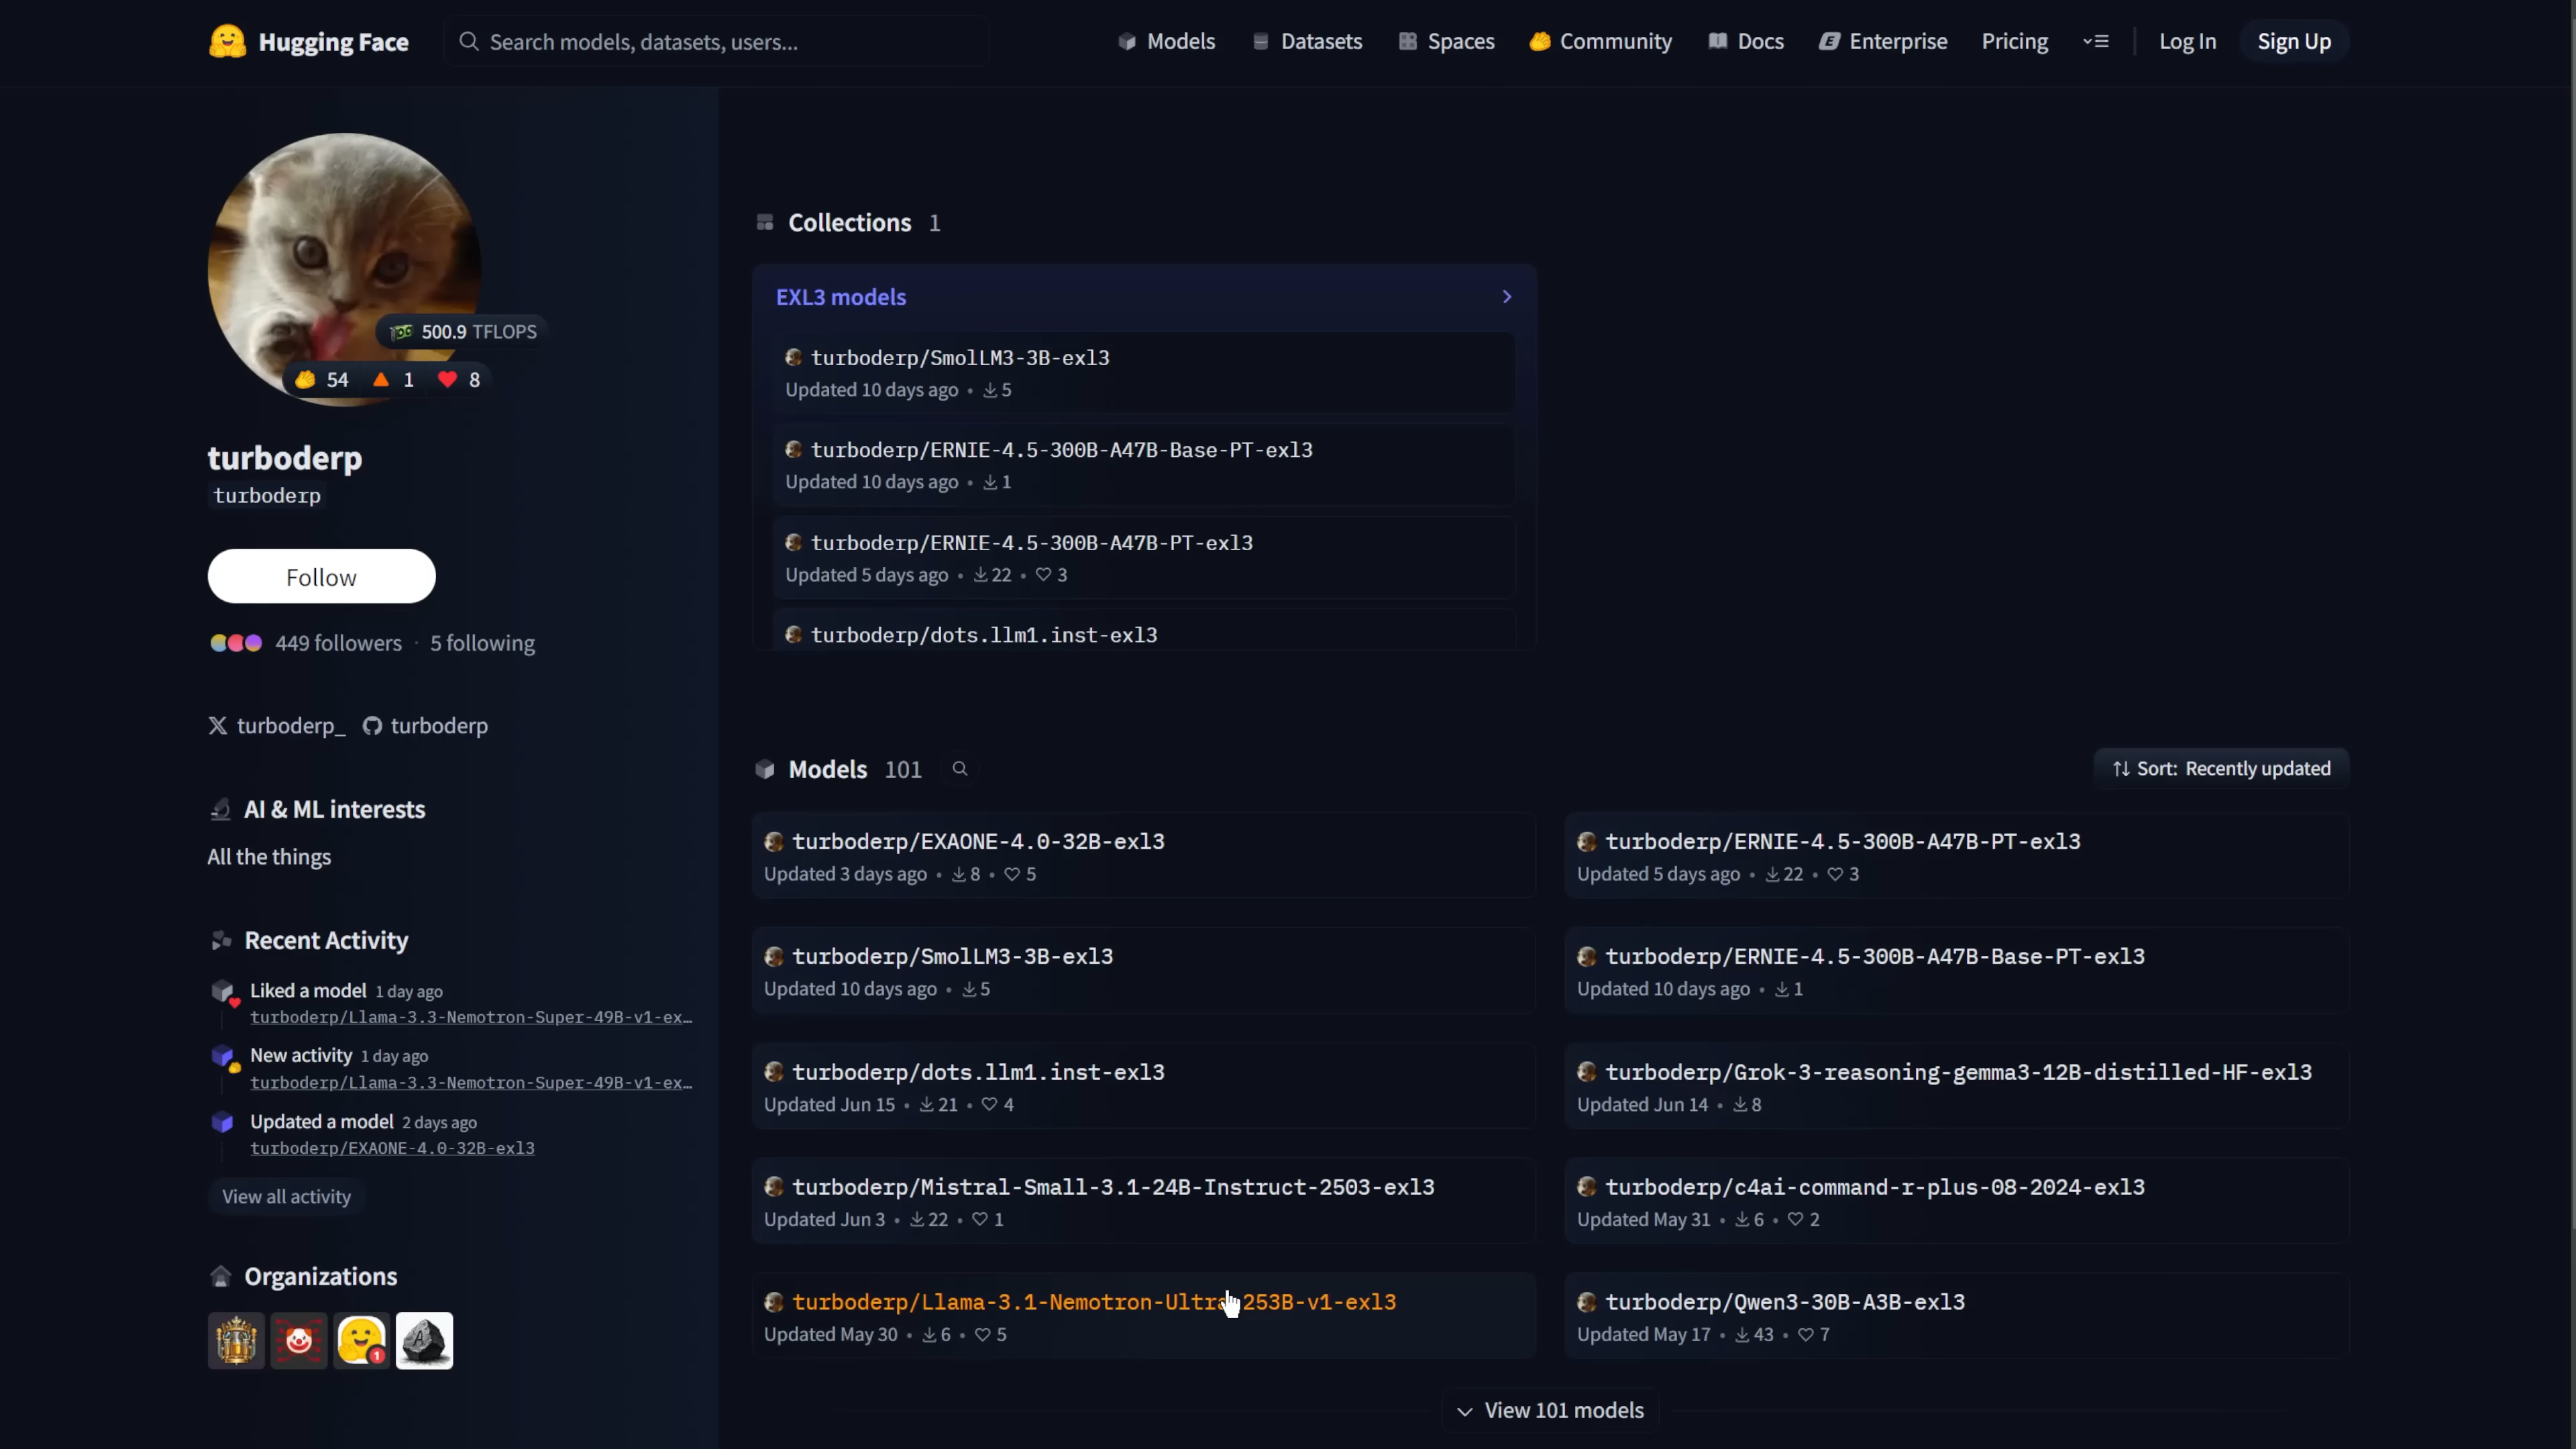 Hugging Face
Search models, datasets, users...
Models
Datasets
Spaces
Community
Docs
Enterprise
Pricing
Log In
Sign Up
500.9 TFLOPS
54 1 8
turboderp
turboderp
Follow
449 followers · 5 following
turboderp_ turboderp
AI & ML interests
All the things
Recent Activity
Liked a model 1 day ago
turboderp/Llama-3.3-Nemotron-Super-49B-v1-ex…
New activity 1 day ago
turboderp/Llama-3.3-Nemotron-Super-49B-v1-ex…
Updated a model 2 days ago
turboderp/EXAONE-4.0-32B-exl3
View all activity
Organizations
1
Collections 1
EXL3 models
turboderp/SmolLM3-3B-exl3
Updated 10 days ago • 5
turboderp/ERNIE-4.5-300B-A47B-Base-PT-exl3
Updated 10 days ago • 1
turboderp/ERNIE-4.5-300B-A47B-PT-exl3
Updated 5 days ago • 22 • 3
turboderp/dots.llm1.inst-exl3
Models 101
Sort: Recently updated
turboderp/EXAONE-4.0-32B-exl3
Updated 3 days ago • 8 • 5
turboderp/ERNIE-4.5-300B-A47B-PT-exl3
Updated 5 days ago • 22 • 3
turboderp/SmolLM3-3B-exl3
Updated 10 days ago • 5
turboderp/ERNIE-4.5-300B-A47B-Base-PT-exl3
Updated 10 days ago • 1
turboderp/dots.llm1.inst-exl3
Updated Jun 15 • 21 • 4
turboderp/Grok-3-reasoning-gemma3-12B-distilled-HF-exl3
Updated Jun 14 • 8
turboderp/Mistral-Small-3.1-24B-Instruct-2503-exl3
Updated Jun 3 • 22 • 1
turboderp/c4ai-command-r-plus-08-2024-exl3
Updated May 31 • 6 • 2
turboderp/Llama-3.1-Nemotron-Ultra-253B-v1-exl3
Updated May 30 • 6 • 5
turboderp/Qwen3-30B-A3B-exl3
Updated May 17 • 43 • 7
View 101 models